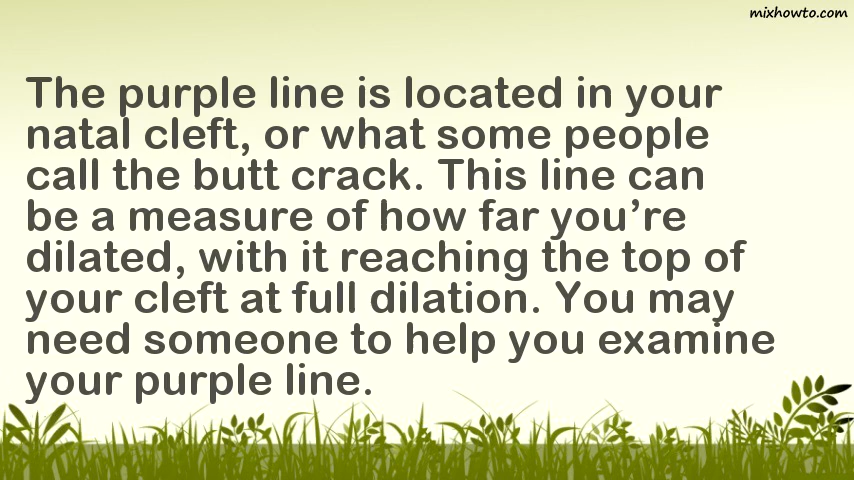 mixhowto.com
The purple line is located in your
natal cleft, or what some people
call the butt crack. This line can
be a measure of how far you’re
dilated, with it reaching the top of
your cleft at full dilation. You may
need someone to help you examine
your purple line.